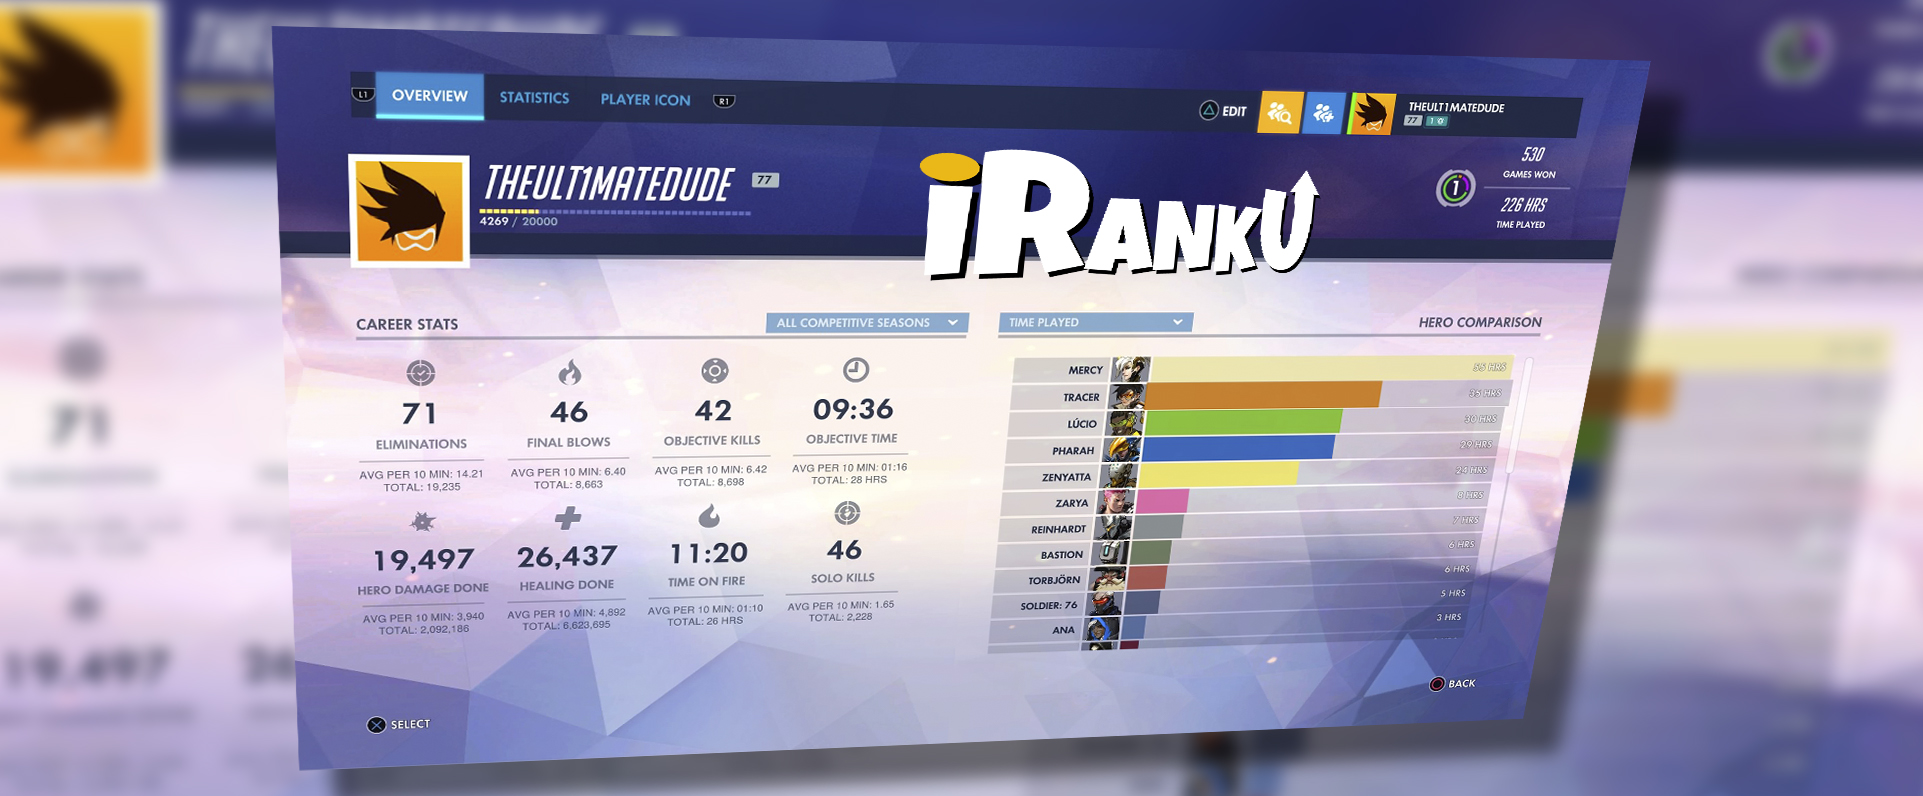 L1
OVERVIEW
STATISTICS
PLAYER ICON
R1
EDIT
THEULT1MATEDUDE
77 1
THEULT1MATEDUDE 77
4269 / 20000
iRANKU
1
530
GAMES WON
226 HRS
TIME PLAYED
CAREER STATS
ALL COMPETITIVE SEASONS
71
ELIMINATIONS
AVG PER 10 MIN: 14.21
TOTAL: 19,235
46
FINAL BLOWS
AVG PER 10 MIN: 6.40
TOTAL: 8,663
42
OBJECTIVE KILLS
AVG PER 10 MIN: 6.42
TOTAL: 8,698
09:36
OBJECTIVE TIME
AVG PER 10 MIN: 01:16
TOTAL: 28 HRS
19,497
HERO DAMAGE DONE
AVG PER 10 MIN: 3,940
TOTAL: 2,092,186
26,437
HEALING DONE
AVG PER 10 MIN: 4,892
TOTAL: 6,623,695
11:20
TIME ON FIRE
AVG PER 10 MIN: 01:10
TOTAL: 26 HRS
46
SOLO KILLS
AVG PER 10 MIN: 1.65
TOTAL: 2,228
TIME PLAYED
HERO COMPARISON
MERCY 55 HRS
TRACER 35 HRS
LÚCIO 30 HRS
PHARAH 29 HRS
ZENYATTA 24 HRS
ZARYA 8 HRS
REINHARDT 7 HRS
BASTION 6 HRS
TORBJÖRN 6 HRS
SOLDIER: 76 5 HRS
ANA 3 HRS
SELECT
BACK